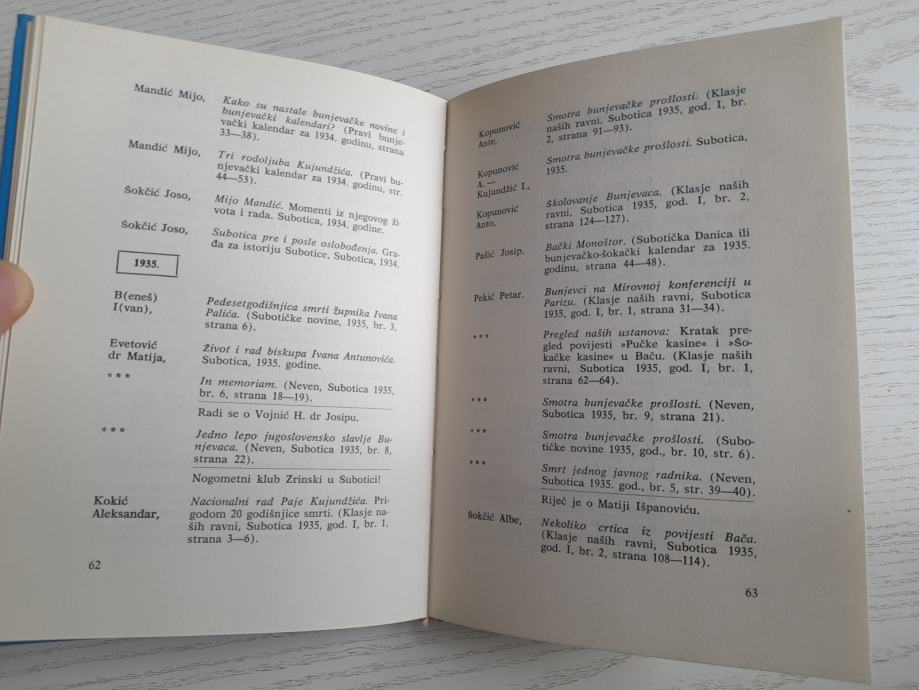 Mandić Mijo, Kako su nastale bunjevačke novine i
bunjevački kalendari? (Pravi bunje-
vački kalendar za 1934. godinu, strana
33—38).
Mandić Mijo, Tri rodoljuba Kujundžića. (Pravi bu-
njevački kalendar za 1934. godinu, str.
44—53).
Šokčić Joso, Mijo Mandić. Momenti iz njegovog ži-
vota i rada. Subotica, 1934. godine.
Šokčić Joso, Subotica pre i posle oslobođenja. Gra-
đa za istoriju Subotice, Subotica, 1934.
1935.
B(eneš)
I(van), Pedesetgodišnjica smrti župnika Ivana
Palića. (Subotičke novine, 1935, br. 3,
strana 6).
Evetović
dr Matija, Život i rad biskupa Ivana Antunovića.
Subotica, 1935. godine.
* * * In memoriam. (Neven, Subotica 1935,
br. 6, strana 18—19).
Radi se o Vojnić H. dr Josipu.
* * * Jedno lepo jugoslovensko slavlje Bu-
njevaca. (Neven, Subotica 1935, br. 8,
strana 22).
Nogometni klub Zrinski u Subotici!
Kokić
Aleksandar, Nacionalni rad Paje Kujundžića. Pri-
godom 20 godišnjice smrti. (Klasje na-
ših ravni, Subotica 1935, god. I, br. 1,
strana 3—6).
62
Kopunović
Ante, Smotra bunjevačke prošlosti. (Klasje
naših ravni, Subotica 1935, god. I, br.
2, strana 91—93).
Kopunović
A. —
Kujundžić I., Smotra bunjevačke prošlosti. Subotica,
1935.
Kopunović
Anto, Školovanje Bunjevaca. (Klasje naših
ravni, Subotica 1935, god. I, br. 2,
strana 124—127).
Pašić Josip, Bački Monoštor. (Subotička Danica ili
bunjevačko-šokački kalendar za 1935.
godinu, strana 44—48).
Pekić Petar, Bunjevci na Mirovnoj konferenciji u
Parizu. (Klasje naših ravni, Subotica
1935, god. I, br. 1, strana 31—34).
* * * Pregled naših ustanova: Kratak pre-
gled povijesti »Pučke kasine« i »Šo-
kačke kasine« u Baču. (Klasje naših
ravni, Subotica 1935, god. I, br. 1,
strana 62—64).
* * * Smotra bunjevačke prošlosti. (Neven,
Subotica 1935, br. 9, strana 21).
* * * Smotra bunjevačke prošlosti. (Subo-
tičke novine 1935, god., br. 10, str. 6).
* * * Smrt jednog javnog radnika. (Neven,
Subotica 1935. god., br. 5, str. 39—40).
Riječ je o Matiji Išpanoviću.
Šokčić Albe, Nekoliko crtica iz povijesti Bača.
(Klasje naših ravni, Subotica 1935,
god. I, br. 2, strana 108—114).
63